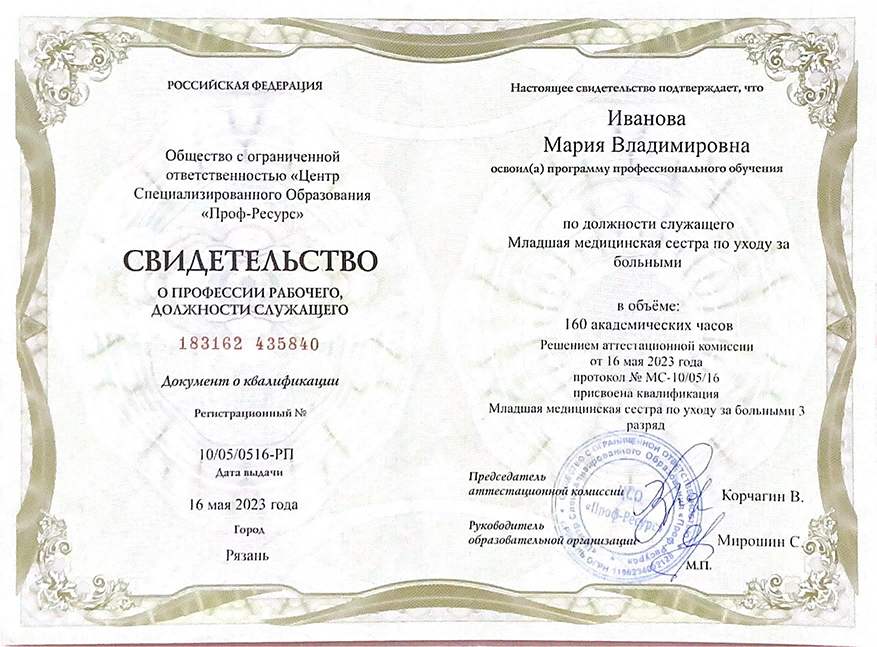 РОССИЙСКАЯ ФЕДЕРАЦИЯ
Общество с ограниченной
ответственностью «Центр
Специализированного Образования
«Проф-Ресурс»
СВИДЕТЕЛЬСТВО
О ПРОФЕССИИ РАБОЧЕГО,
ДОЛЖНОСТИ СЛУЖАЩЕГО
183162 435840
Документ о квалификации
Регистрационный №
10/05/0516-РП
Дата выдачи
16 мая 2023 года
Город
Рязань
Настоящее свидетельство подтверждает, что
Иванова
Мария Владимировна
освоил(а) программу профессионального обучения
по должности служащего
Младшая медицинская сестра по уходу за
больными
в объёме:
160 академических часов
Решением аттестационной комиссии
от 16 мая 2023 года
протокол № МС-10/05/16
присвоена квалификация
Младшая медицинская сестра по уходу за больными 3
разряд
Председатель
аттестационной комиссии
Корчагин В.
Руководитель
образовательной организации
Мирошин С.
М.П.
ЦСО
«Проф-Ресурс»